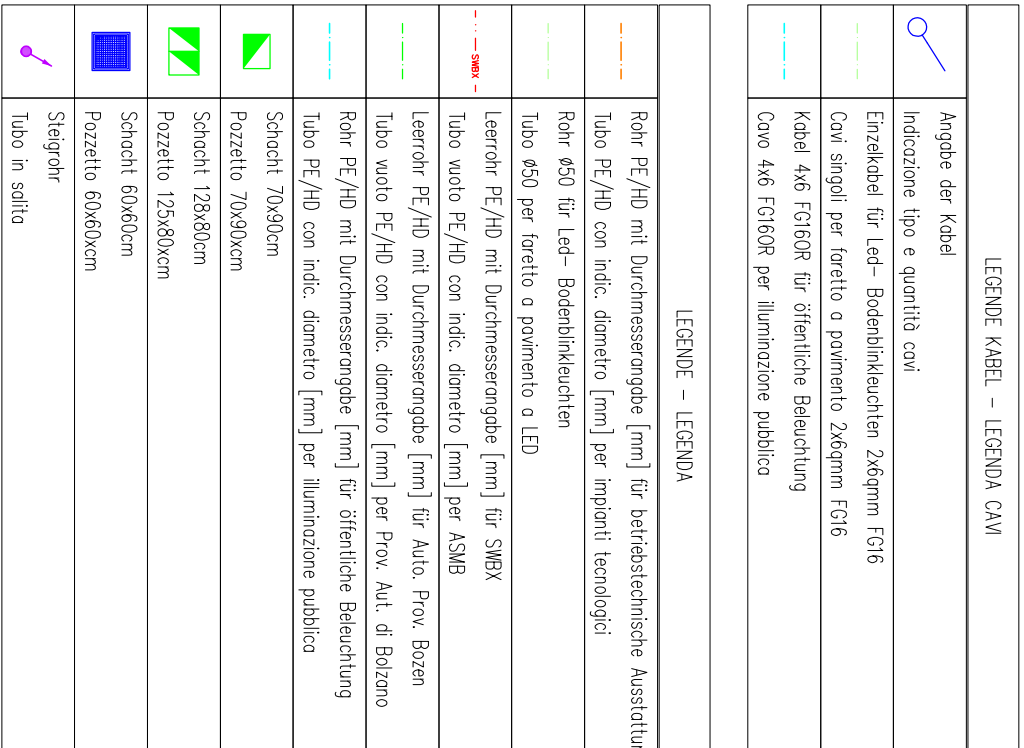 LEGENDE KABEL – LEGENDA CAVI
Angabe der Kabel
Indicazione tipo e quantità cavi
Einzelkabel für Led– Bodenblinkleuchten 2x6qmm FG16
Cavi singoli per faretto a pavimento 2x6qmm FG16
Kabel 4x6 FG16OR für öffentliche Beleuchtung
Cavo 4x6 FG16OR per illuminazione pubblica
LEGENDE – LEGENDA
Rohr PE/HD mit Durchmesserangabe [mm] für betriebstechnische Ausstattun
Tubo PE/HD con indic. diametro [mm] per impianti tecnologici
Rohr ø50 für Led– Bodenblinkleuchten
Tubo ø50 per faretto a pavimento a LED
SWBX
Leerrohr PE/HD mit Durchmesserangabe [mm] für SWBX
Tubo vuoto PE/HD con indic. diametro [mm] per ASMB
Leerrohr PE/HD mit Durchmesserangabe [mm] für Auto. Prov. Bozen
Tubo vuoto PE/HD con indic. diametro [mm] per Prov. Aut. di Bolzano
Rohr PE/HD mit Durchmesserangabe [mm] für öffentliche Beleuchtung
Tubo PE/HD con indic. diametro [mm] per illuminazione pubblica
Schacht 70x90cm
Pozzetto 70x90xcm
Schacht 128x80cm
Pozzetto 125x80xcm
Schacht 60x60cm
Pozzetto 60x60xcm
Steigrohr
Tubo in salita